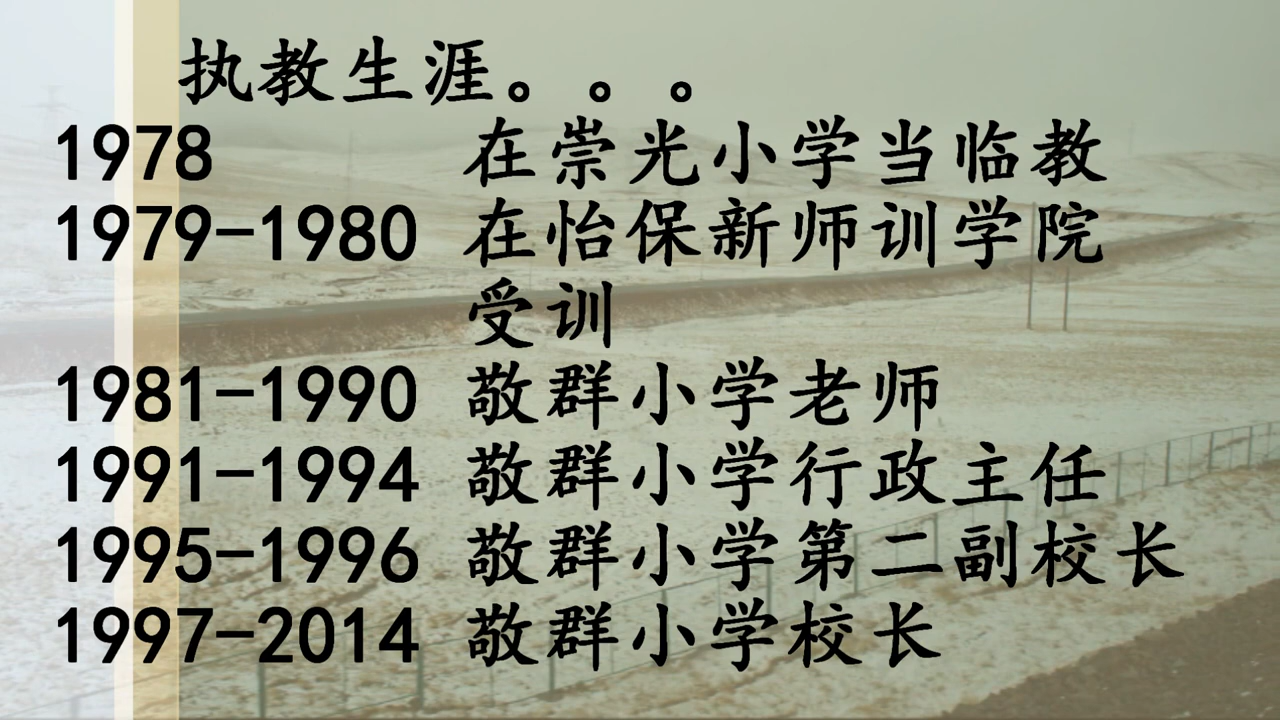 执教生涯。。。
1978 在崇光小学当临教
1979-1980 在怡保新师训学院
受训
1981-1990 敬群小学老师
1991-1994 敬群小学行政主任
1995-1996 敬群小学第二副校长
1997-2014 敬群小学校长